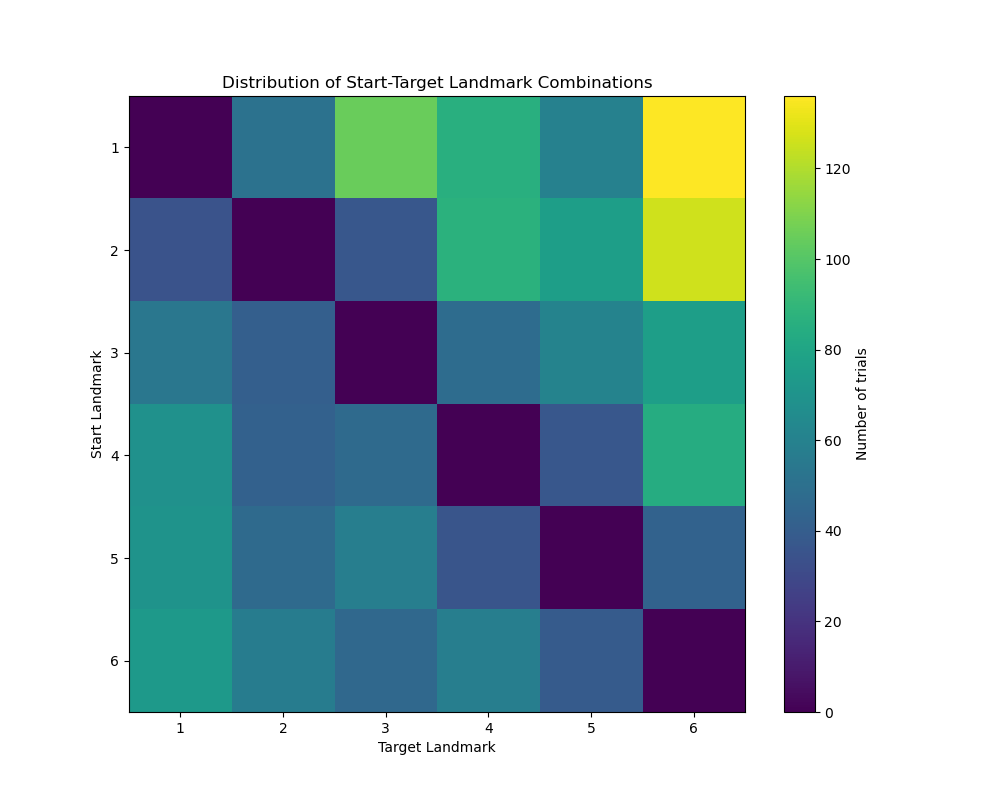 Distribution of Start-Target Landmark Combinations
1
2
3
4
5
6
Start Landmark
1 2 3 4 5 6
Target Landmark
120
100
80
60
40
20
0
Number of trials